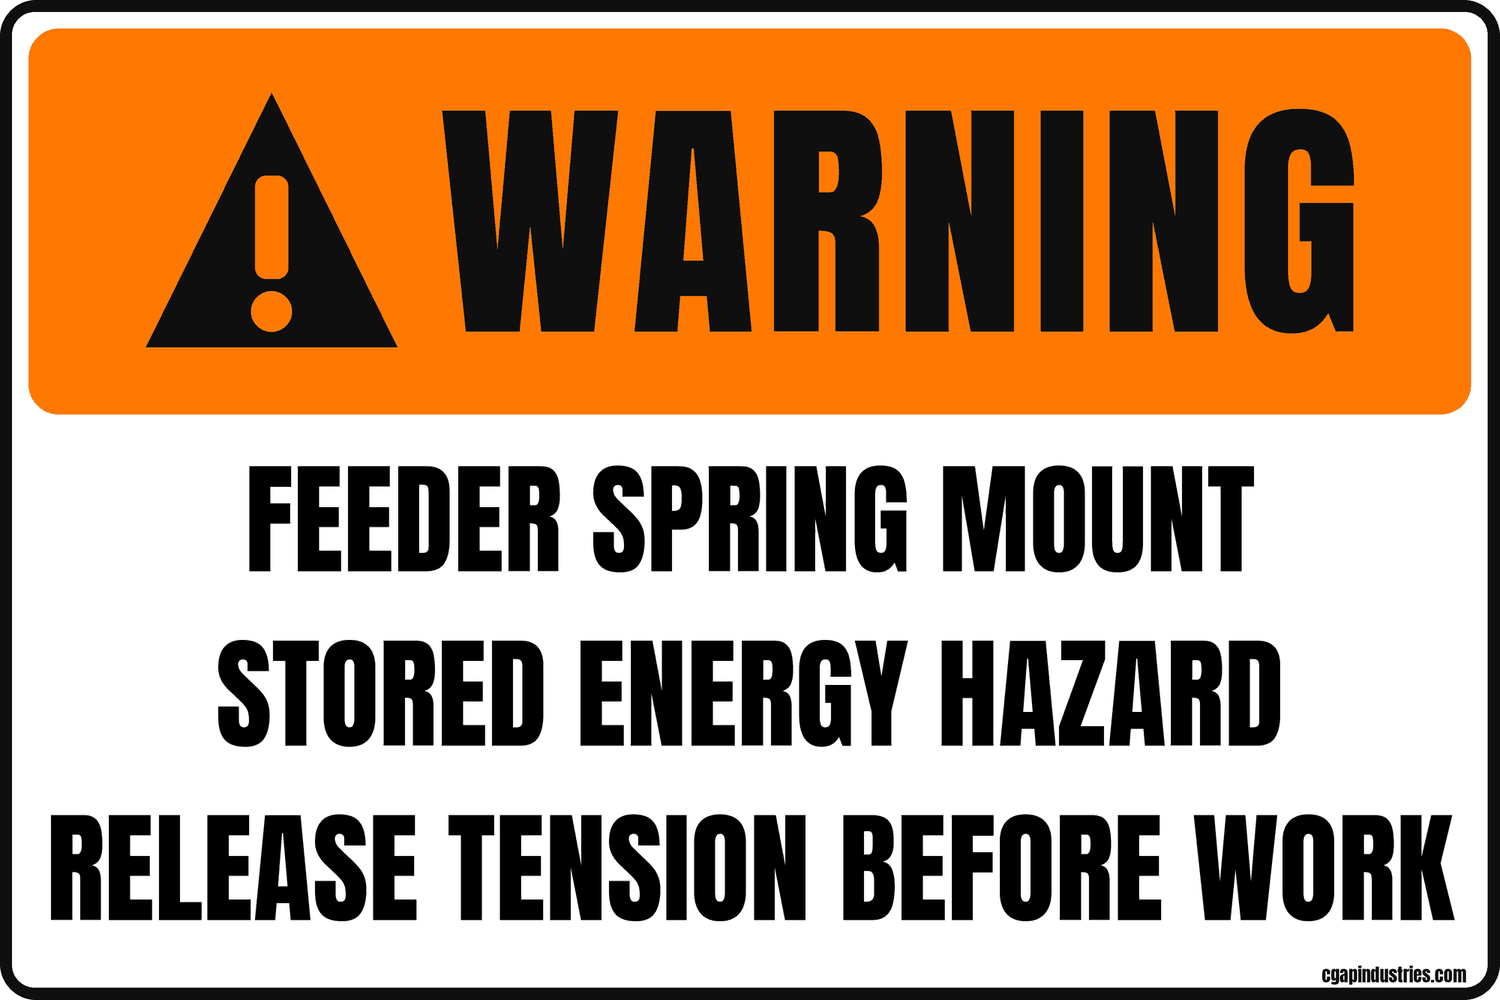 WARNING
FEEDER SPRING MOUNT
STORED ENERGY HAZARD
RELEASE TENSION BEFORE WORK
cgapindustries.com